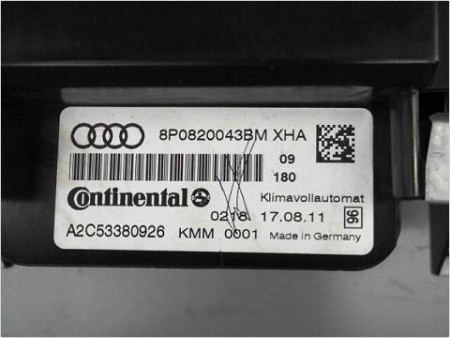 8P0820043BM XHA
09
180
Continental Klimavollautomat
0218 17.08.11 96
A2C53380926 KMM 0001 Made in Germany